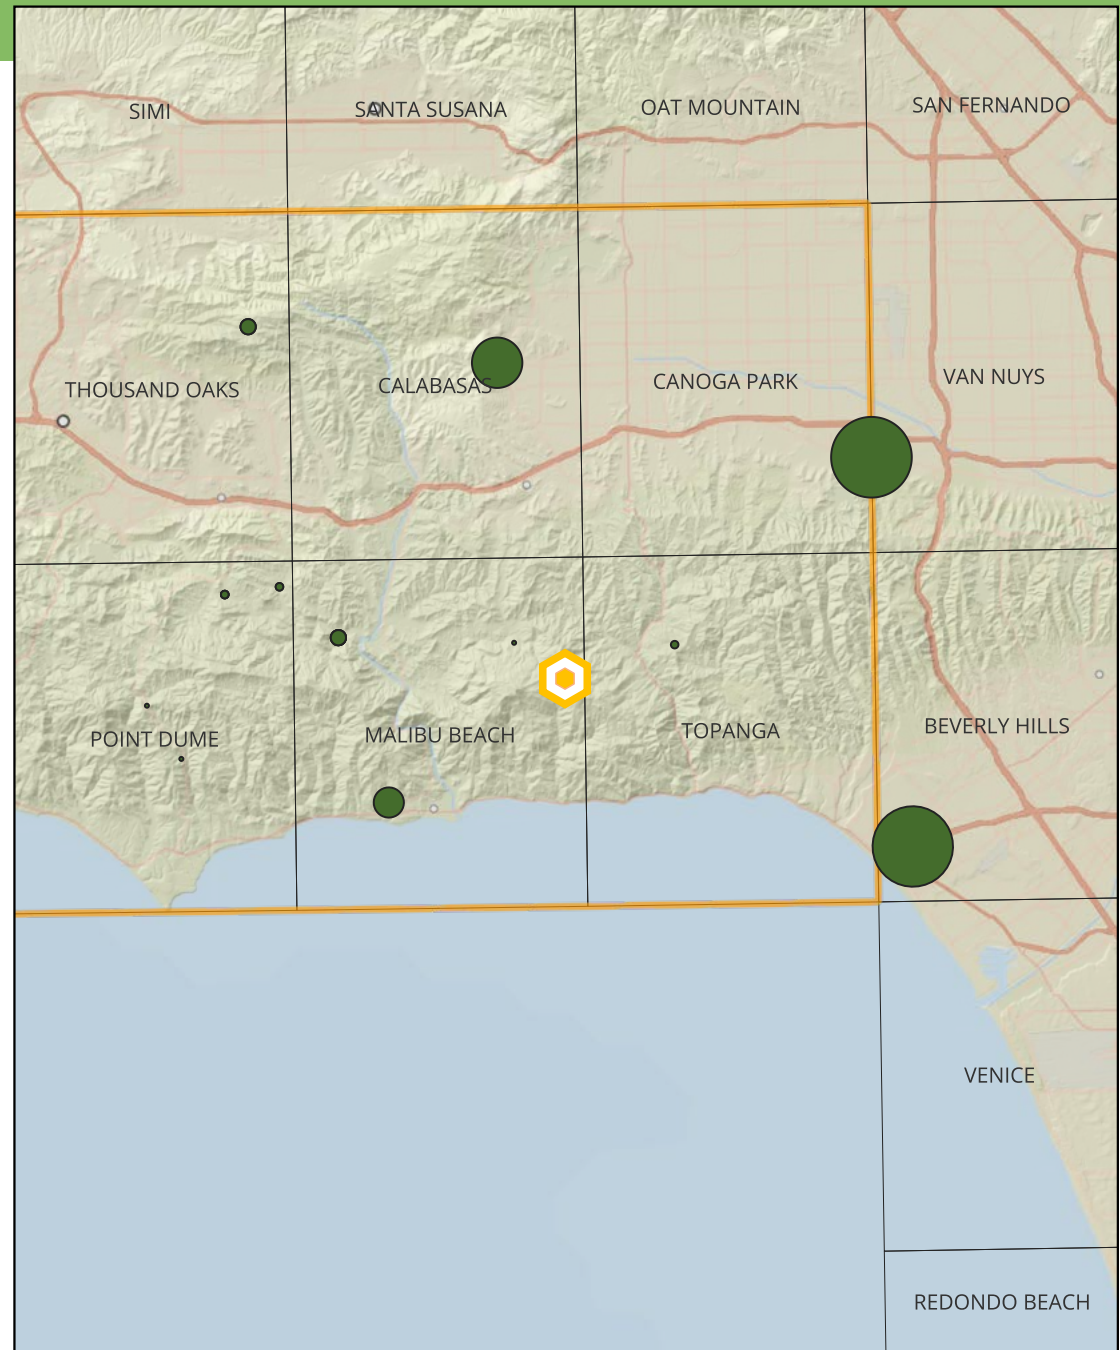 SIMI
SANTA SUSANA
OAT MOUNTAIN
SAN FERNANDO
THOUSAND OAKS
CALABASAS
CANOGA PARK
VAN NUYS
POINT DUME
MALIBU BEACH
TOPANGA
BEVERLY HILLS
VENICE
REDONDO BEACH